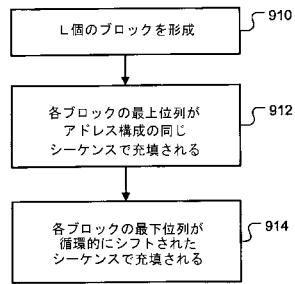 L個のブロックを形成
910
各ブロックの最上位列が
アドレス構成の同じ
シーケンスで充填される
912
各ブロックの最下位列が
循環的にシフトされた
シーケンスで充填される
914